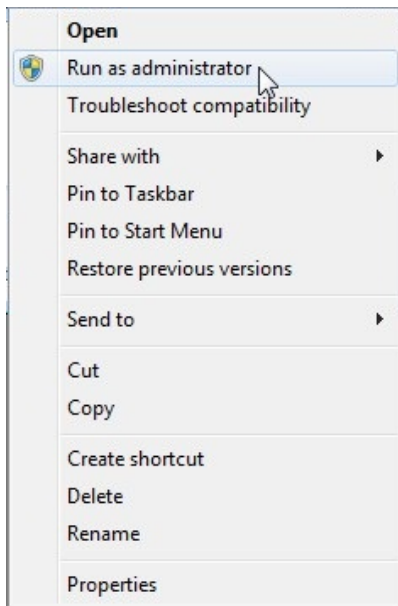 Open
Run as administrator
Troubleshoot compatibility
Share with
Pin to Taskbar
Pin to Start Menu
Restore previous versions
Send to
Cut
Copy
Create shortcut
Delete
Rename
Properties